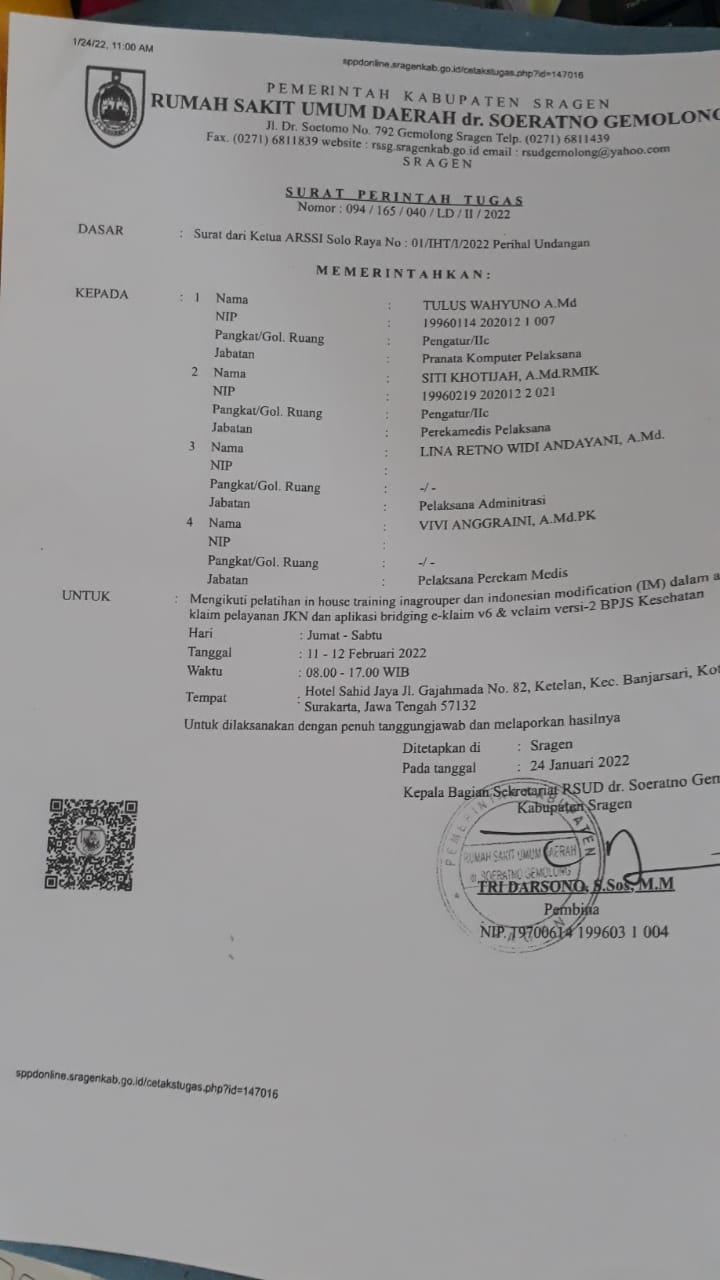 1/24/22, 11:00 AM
sppdonline.sragenkab.go.id/cetakstugas.php?id=147016
PEMERINTAH KABUPATEN SRAGEN
RUMAH SAKIT UMUM DAERAH dr. SOERATNO GEMOLONG
Jl. Dr. Soetomo No. 792 Gemolong Sragen Telp. (0271) 6811439
Fax. (0271) 6811839 website : rssg.sragenkab.go.id email : rsudgemolong@yahoo.com
SRAGEN
SURAT PERINTAH TUGAS
Nomor : 094 / 165 / 040 / LD / II / 2022
DASAR : Surat dari Ketua ARSSI Solo Raya No : 01/IHT/I/2022 Perihal Undangan
MEMERINTAHKAN:
KEPADA : 1 Nama : TULUS WAHYUNO A.Md
NIP : 19960114 202012 1 007
Pangkat/Gol. Ruang : Pengatur/IIc
Jabatan : Pranata Komputer Pelaksana
2 Nama : SITI KHOTIJAH, A.Md.RMIK
NIP : 19960219 202012 2 021
Pangkat/Gol. Ruang : Pengatur/IIc
Jabatan : Perekamedis Pelaksana
3 Nama : LINA RETNO WIDI ANDAYANI, A.Md.
NIP :
Pangkat/Gol. Ruang : -/ -
Jabatan : Pelaksana Adminitrasi
4 Nama : VIVI ANGGRAINI, A.Md.PK
NIP :
Pangkat/Gol. Ruang : -/ -
Jabatan : Pelaksana Perekam Medis
UNTUK : Mengikuti pelatihan in house training inagrouper dan indonesian modification (IM) dalam
klaim pelayanan JKN dan aplikasi bridging e-klaim v6 & vclaim versi-2 BPJS Kesehatan
Hari : Jumat - Sabtu
Tanggal : 11 - 12 Februari 2022
Waktu : 08.00 - 17.00 WIB
Tempat : Hotel Sahid Jaya Jl. Gajahmada No. 82, Ketelan, Kec. Banjarsari, Kot
Surakarta, Jawa Tengah 57132
Untuk dilaksanakan dengan penuh tanggungjawab dan melaporkan hasilnya
Ditetapkan di : Sragen
Pada tanggal : 24 Januari 2022
Kepala Bagian Sekretariat RSUD dr. Soeratno Gem
Kabupaten Sragen
PEMERINTAH KABUPATEN
RUMAH SAKIT UMUM DAERAH
dr. SOERATNO GEMOLONG
TRI DARSONO, S.Sos, M.M
Pembina
NIP. 19700614 199603 1 004
sppdonline.sragenkab.go.id/cetakstugas.php?id=147016